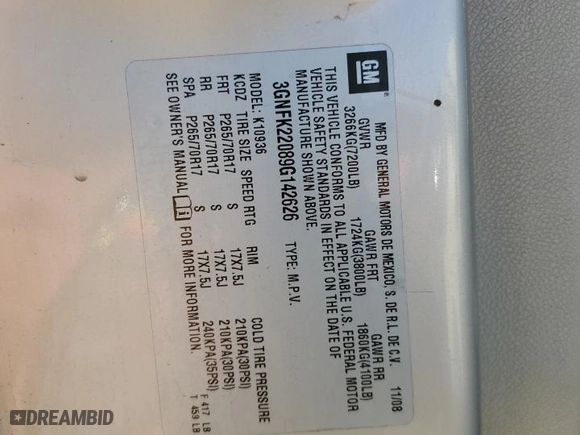 GM
MFD BY GENERAL MOTORS DE MEXICO, S. DE R.L. DE C.V. 11/08
GVWR GAWR FRT GAWR RR
3266KG(7200LB) 1724KG(3800LB) 1860KG(4100LB)
THIS VEHICLE CONFORMS TO ALL APPLICABLE U.S. FEDERAL MOTOR
VEHICLE SAFETY STANDARDS IN EFFECT ON THE DATE OF
MANUFACTURE SHOWN ABOVE.
3GNFK22089G142626 TYPE: M.P.V.
MODEL: K10936
KCDZ TIRE SIZE SPEED RTG RIM COLD TIRE PRESSURE
FRT P265/70R17 S 17X7.5J 210KPA(30PSI)
RR P265/70R17 S 17X7.5J 210KPA(30PSI)
SPA P265/70R17 S 17X7.5J 240KPA(35PSI)
SEE OWNER'S MANUAL FOR MORE INFORMATION.
F 417 LB
T 459 LB
DREAMBID